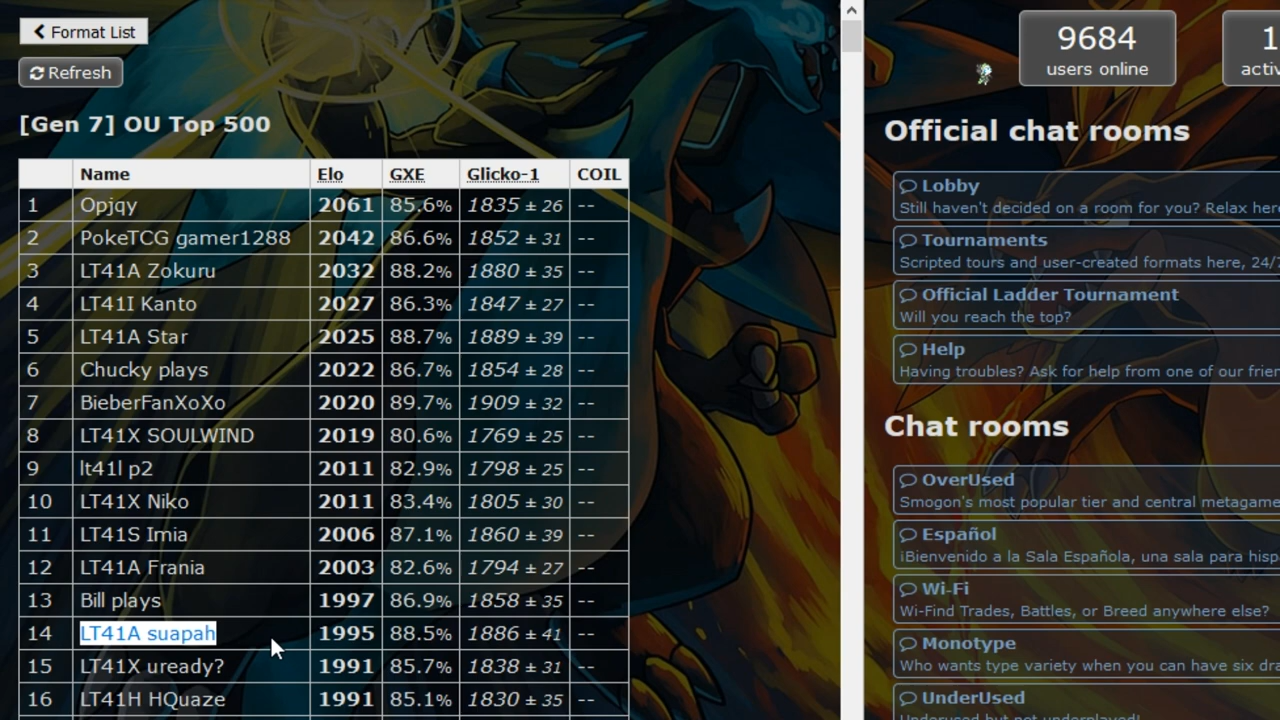 Format List
Refresh
[Gen 7] OU Top 500
Name Elo GXE Glicko-1 COIL
1 Opjqy 2061 85.6% 1835 ± 26 --
2 PokeTCG gamer1288 2042 86.6% 1852 ± 31 --
3 LT41A Zokuru 2032 88.2% 1880 ± 35 --
4 LT41I Kanto 2027 86.3% 1847 ± 27 --
5 LT41A Star 2025 88.7% 1889 ± 39 --
6 Chucky plays 2022 86.7% 1854 ± 28 --
7 BieberFanXoXo 2020 89.7% 1909 ± 32 --
8 LT41X SOULWIND 2019 80.6% 1769 ± 25 --
9 lt41l p2 2011 82.9% 1798 ± 25 --
10 LT41X Niko 2011 83.4% 1805 ± 30 --
11 LT41S Imia 2006 87.1% 1860 ± 39 --
12 LT41A Frania 2003 82.6% 1794 ± 27 --
13 Bill plays 1997 86.9% 1858 ± 35 --
14 LT41A suapah 1995 88.5% 1886 ± 41 --
15 LT41X uready? 1991 85.7% 1838 ± 31 --
16 LT41H HQuaze 1991 85.1% 1830 ± 35 --
9684 1
users online activ
Official chat rooms
Lobby
Still haven't decided on a room for you? Relax here
Tournaments
Scripted tours and user-created formats here, 24/7
Official Ladder Tournament
Will you reach the top?
Help
Having troubles? Ask for help from one of our frien
Chat rooms
OverUsed
Smogon's most popular tier and central metagame
Español
¡Bienvenido a la Sala Española, una sala para hisp
Wi-Fi
Wi-Find Trades, Battles, or Breed anywhere else?
Monotype
Who wants type variety when you can have six dra
UnderUsed
Underused but not underplayed!